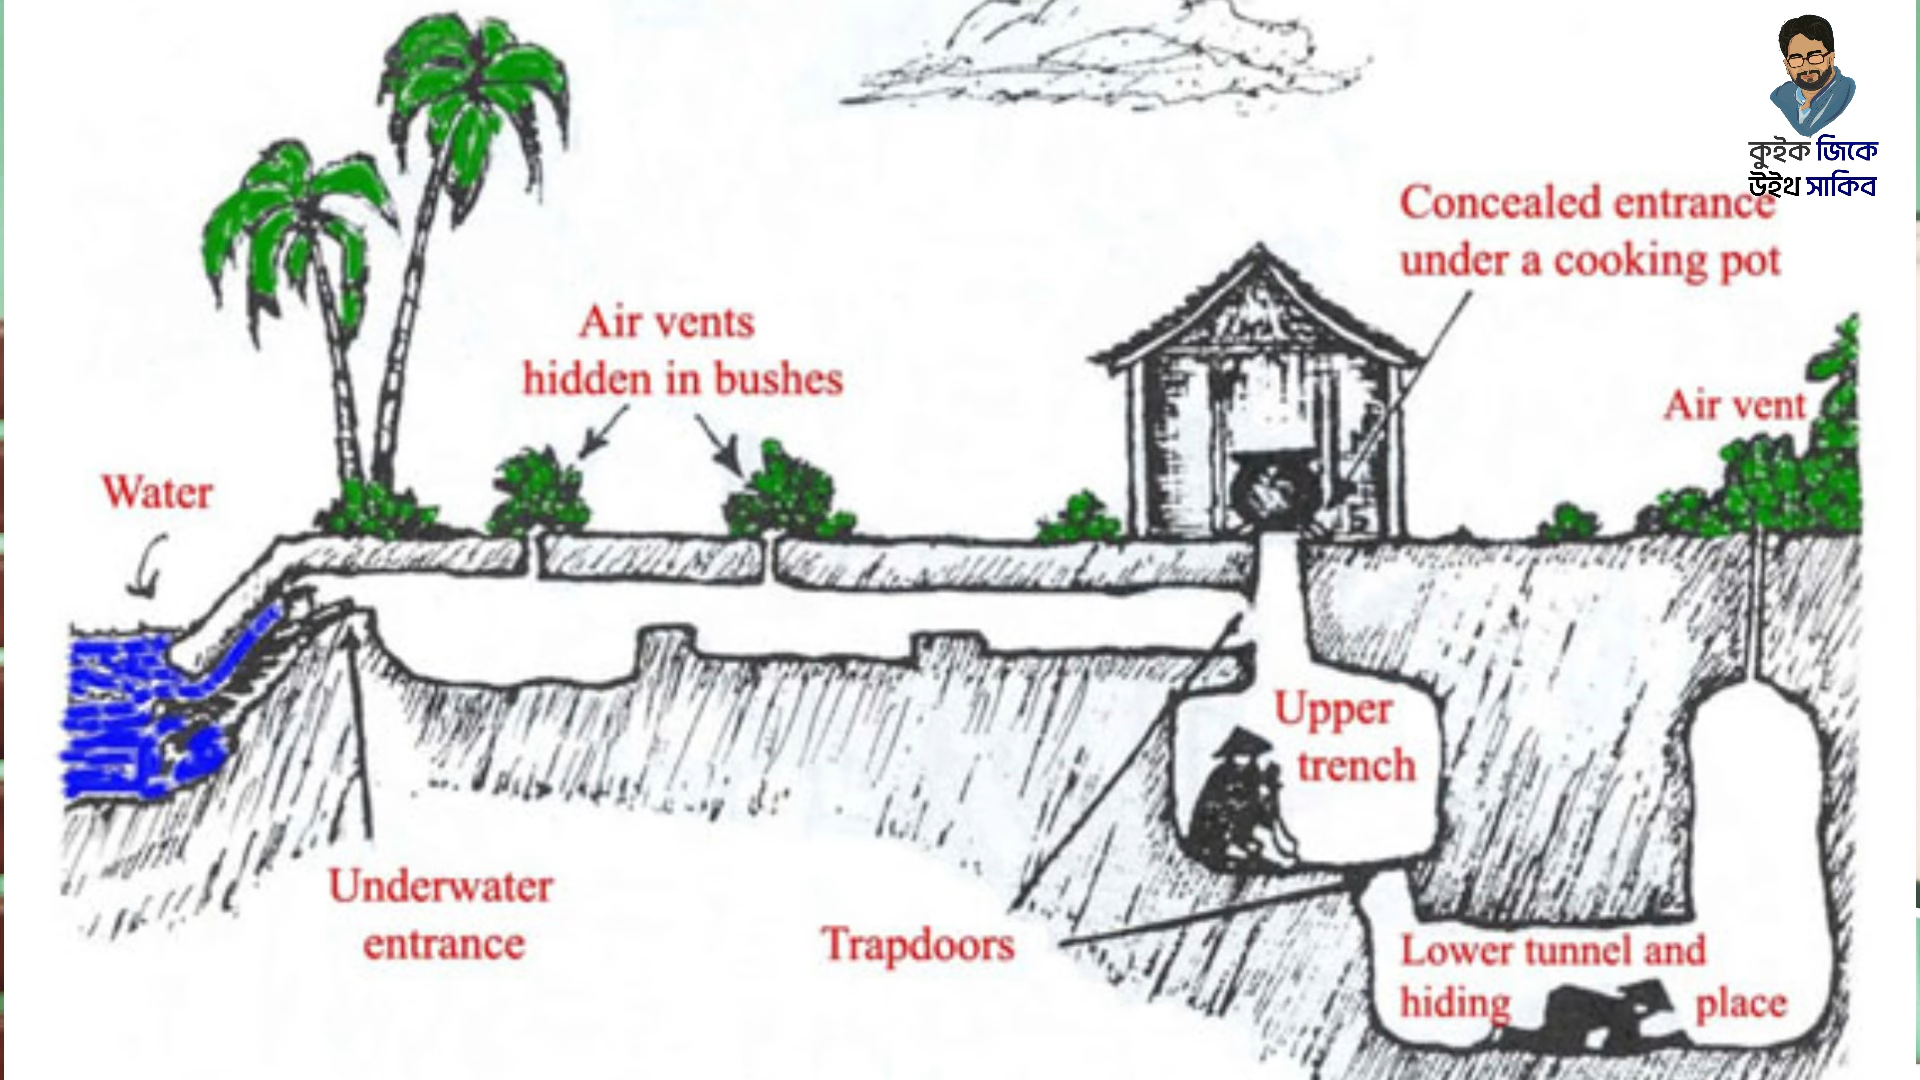 কুইক জিকে
উইথ সাকিব
Concealed entrance
under a cooking pot
Air vents
hidden in bushes
Air vent
Water
Upper
trench
Underwater
entrance
Trapdoors
Lower tunnel and
hiding place